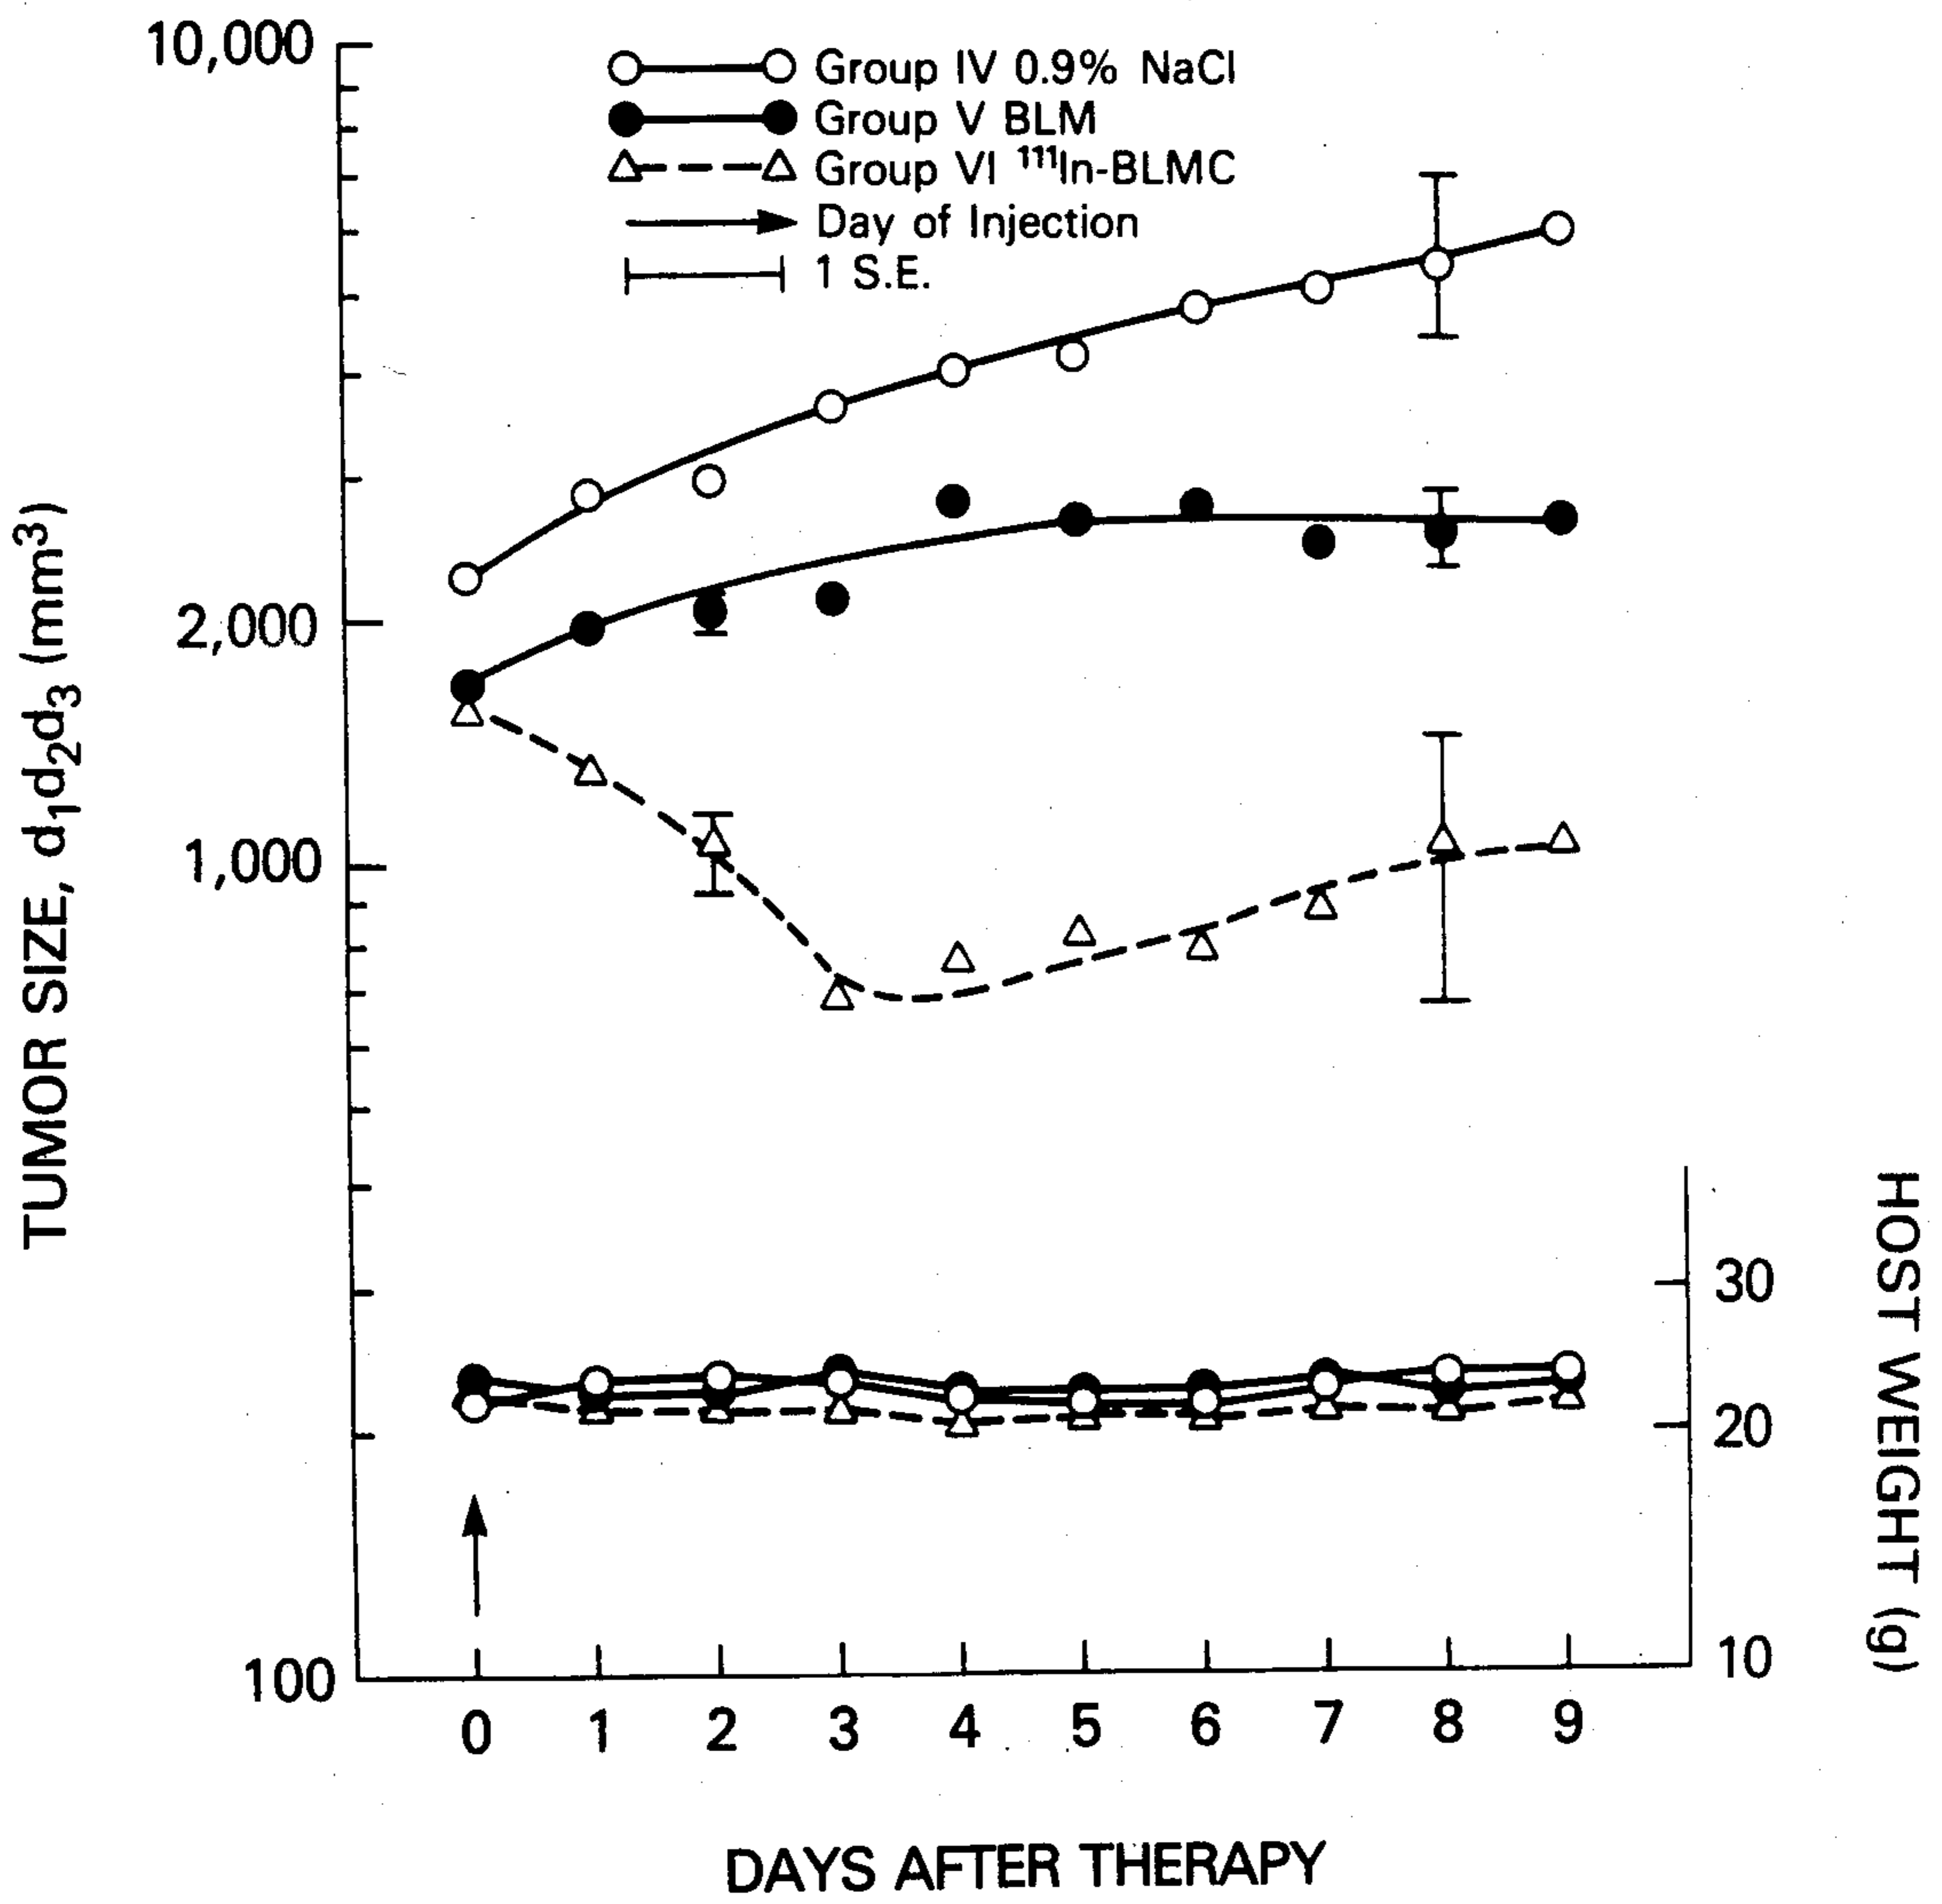 10,000
Group IV 0.9% NaCl
Group V BLM
Group VI ¹¹¹In-BLMC
Day of Injection
1 S.E.
TUMOR SIZE, d₁d₂d₃ (mm³)
2,000
1,000
100
30
20
10
HOST WEIGHT (g)
0 1 2 3 4 5 6 7 8 9
DAYS AFTER THERAPY